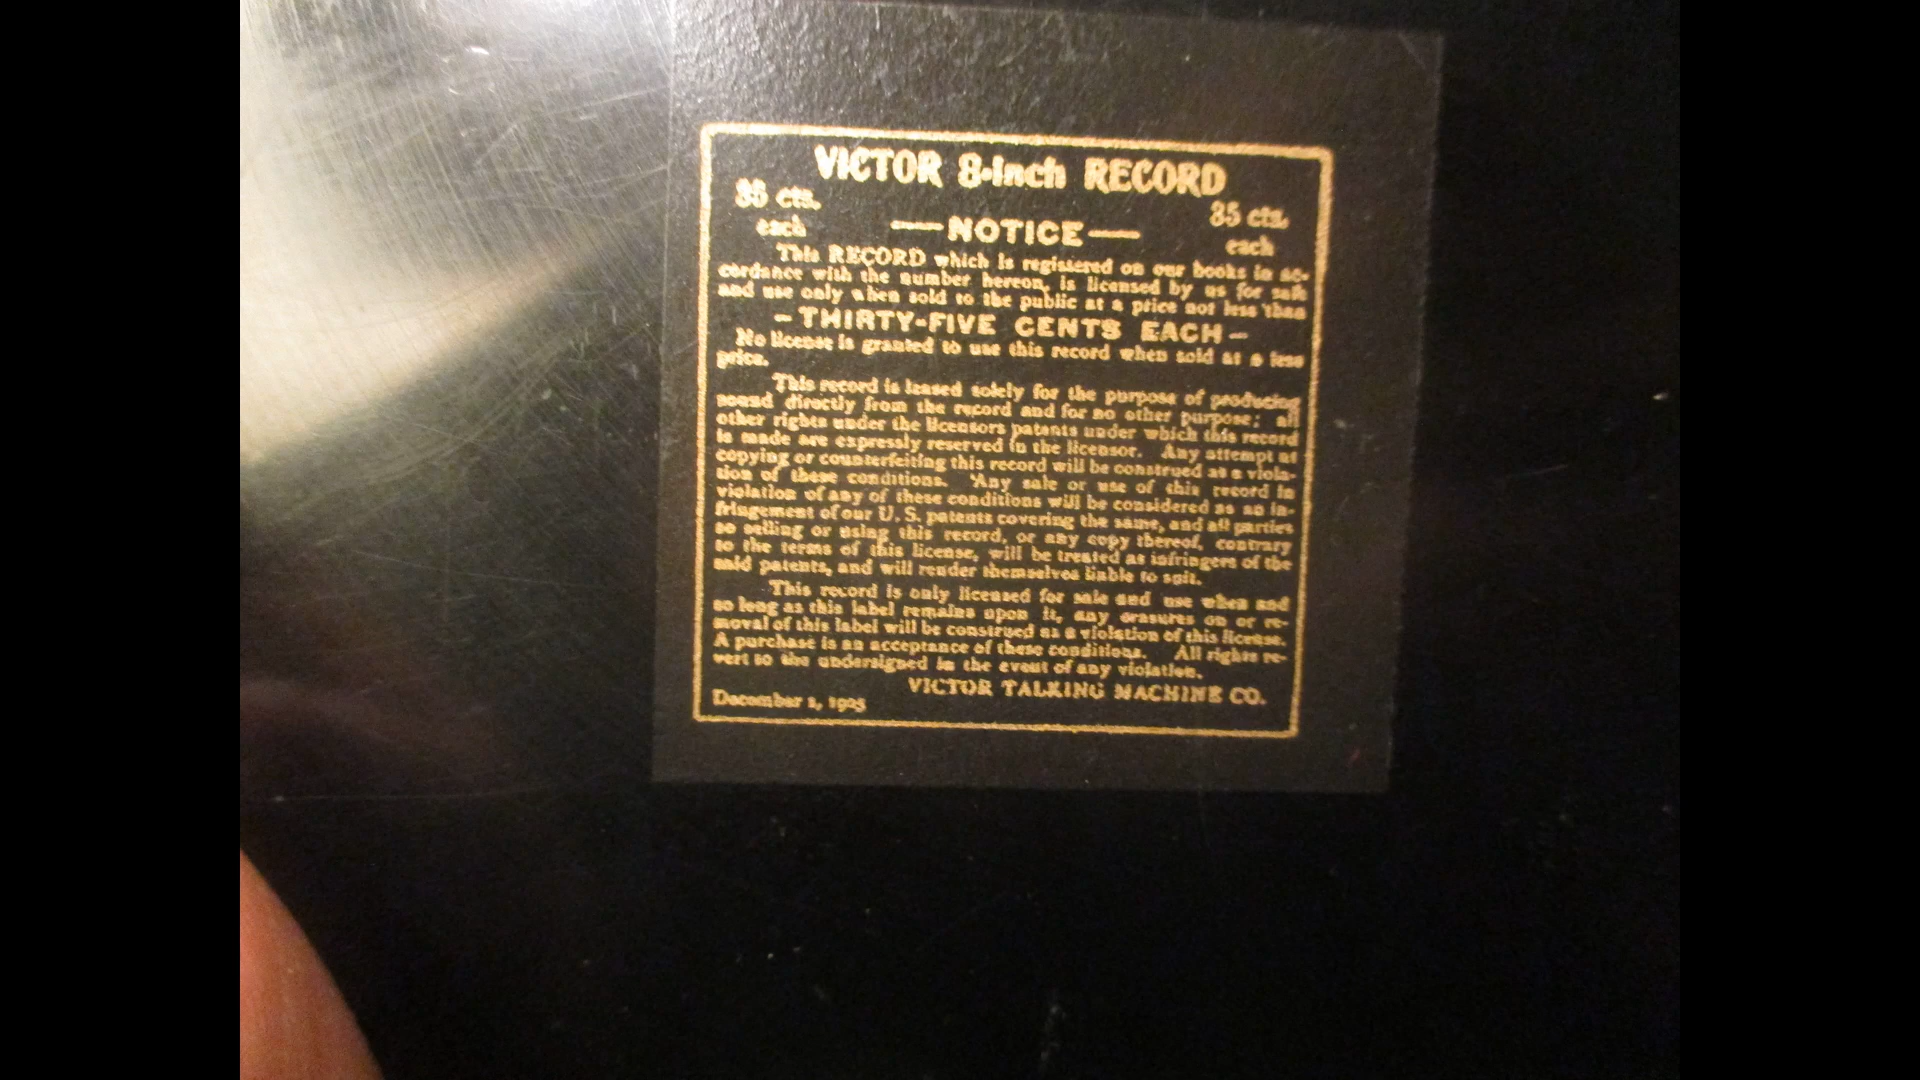 VICTOR 8-inch RECORD
35 cts. 35 cts.
each —NOTICE— each
This RECORD which is registered on our books in ac-
cordance with the number hereon, is licensed by us for sale
and use only when sold to the public at a price not less than
- THIRTY-FIVE CENTS EACH -
No license is granted to use this record when sold at a less
price.
This record is leased solely for the purpose of producing
sound directly from the record and for no other purpose; all
other rights under the licensors patents under which this record
is made are expressly reserved in the licensor. Any attempt at
copying or counterfeiting this record will be construed as a viola-
tion of these conditions. Any sale or use of this record in
violation of any of these conditions will be considered as an in-
fringement of our U. S. patents covering the same, and all parties
so selling or using this record, or any copy thereof, contrary
to the terms of this license, will be treated as infringers of the
said patents, and will render themselves liable to suit.
This record is only licensed for sale and use when and
so long as this label remains upon it, any erasures on or re-
moval of this label will be construed as a violation of this license.
A purchase is an acceptance of these conditions. All rights re-
vert to the undersigned in the event of any violation.
VICTOR TALKING MACHINE CO.
December 1, 1905